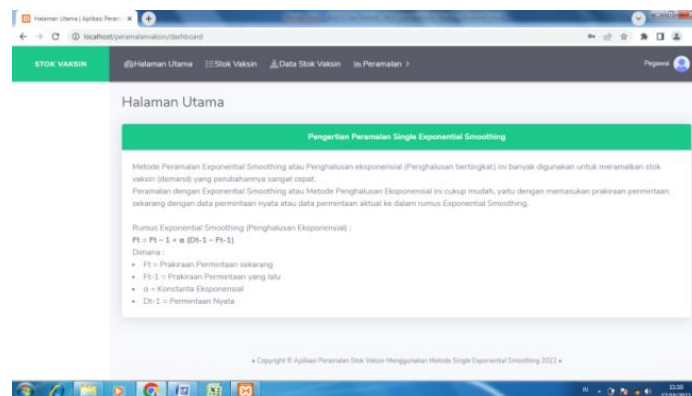 Halaman Utama | Aplikasi Peram
localhost/peramalanvaksin/dashboard
STOK VAKSIN
Halaman Utama Stok Vaksin Data Stok Vaksin Peramalan >
Pegawai
Halaman Utama
Pengertian Peramalan Single Exponential Smoothing
Metode Peramalan Exponential Smoothing atau Penghalusan eksponensial (Penghalusan bertingkat) ini banyak digunakan untuk meramalkan stok
vaksin (demand) yang perubahannya sangat cepat.
Peramalan dengan Exponential Smoothing atau Metode Penghalusan Eksponensial ini cukup mudah, yaitu dengan memasukan prakiraan permintaan
sekarang dengan data permintaan nyata atau data permintaan aktual ke dalam rumus Exponential Smoothing.
Rumus Exponential Smoothing (Penghalusan Eksponensial) :
Ft = Ft – 1 + α (Dt-1 – Ft-1)
Dimana :
• Ft = Prakiraan Permintaan sekarang
• Ft-1 = Prakiraan Permintaan yang lalu
• α = Konstanta Eksponensial
• Dt-1 = Permintaan Nyata
Copyright © Aplikasi Peramalan Stok Vaksin Menggunakan Metode Single Exponential Smoothing 2022
IN
11:10